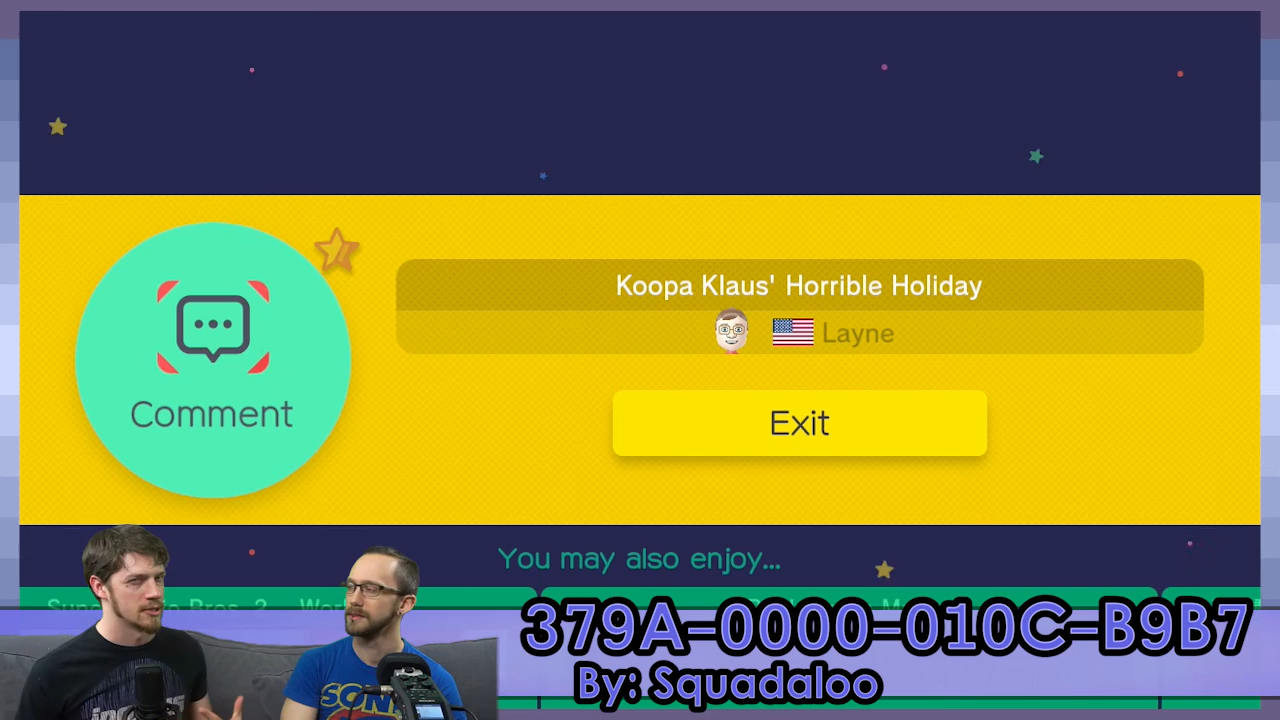 Koopa Klaus' Horrible Holiday
Layne
Comment
Exit
You may also enjoy...
379A-0000-010C-B9B7
By: Squadaloo